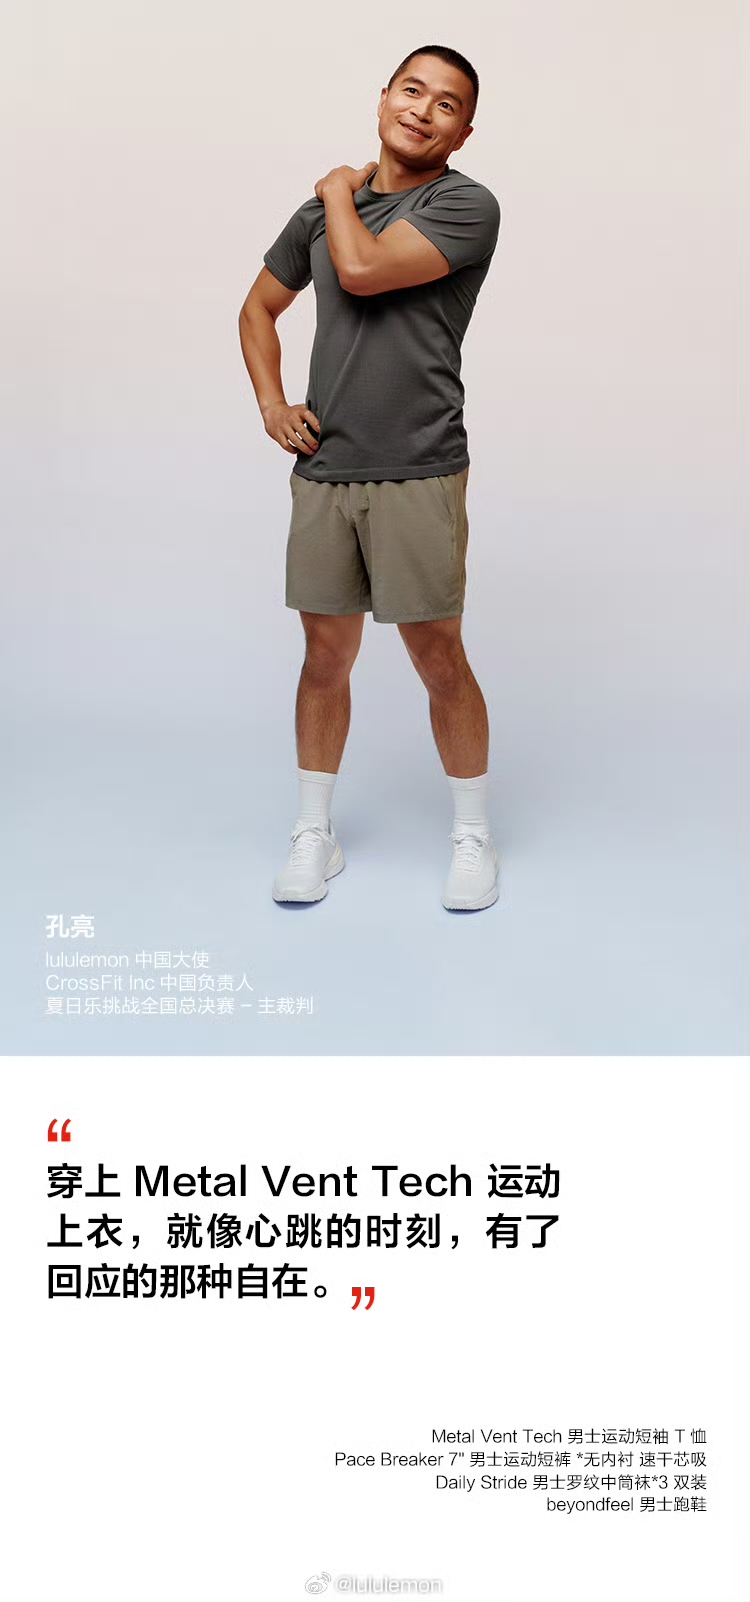 孔亮
lululemon 中国大使
CrossFit Inc 中国负责人
夏日乐挑战全国总决赛 – 主裁判
“
穿上 Metal Vent Tech 运动
上衣，就像心跳的时刻，有了
回应的那种自在。”
Metal Vent Tech 男士运动短袖 T 恤
Pace Breaker 7" 男士运动短裤 *无内衬 速干芯吸
Daily Stride 男士罗纹中筒袜*3 双装
beyondfeel 男士跑鞋
@lululemon